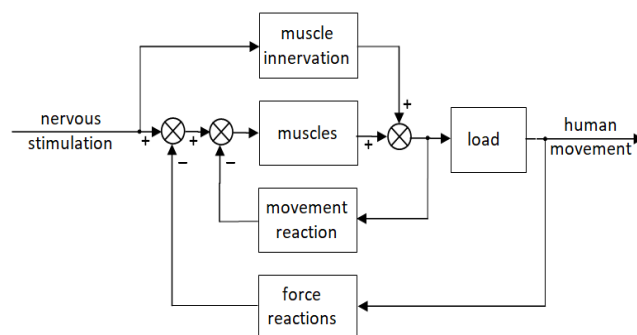 muscle
innervation
+
nervous
stimulation
+
−
+
−
muscles
+
load
human
movement
movement
reaction
force
reactions